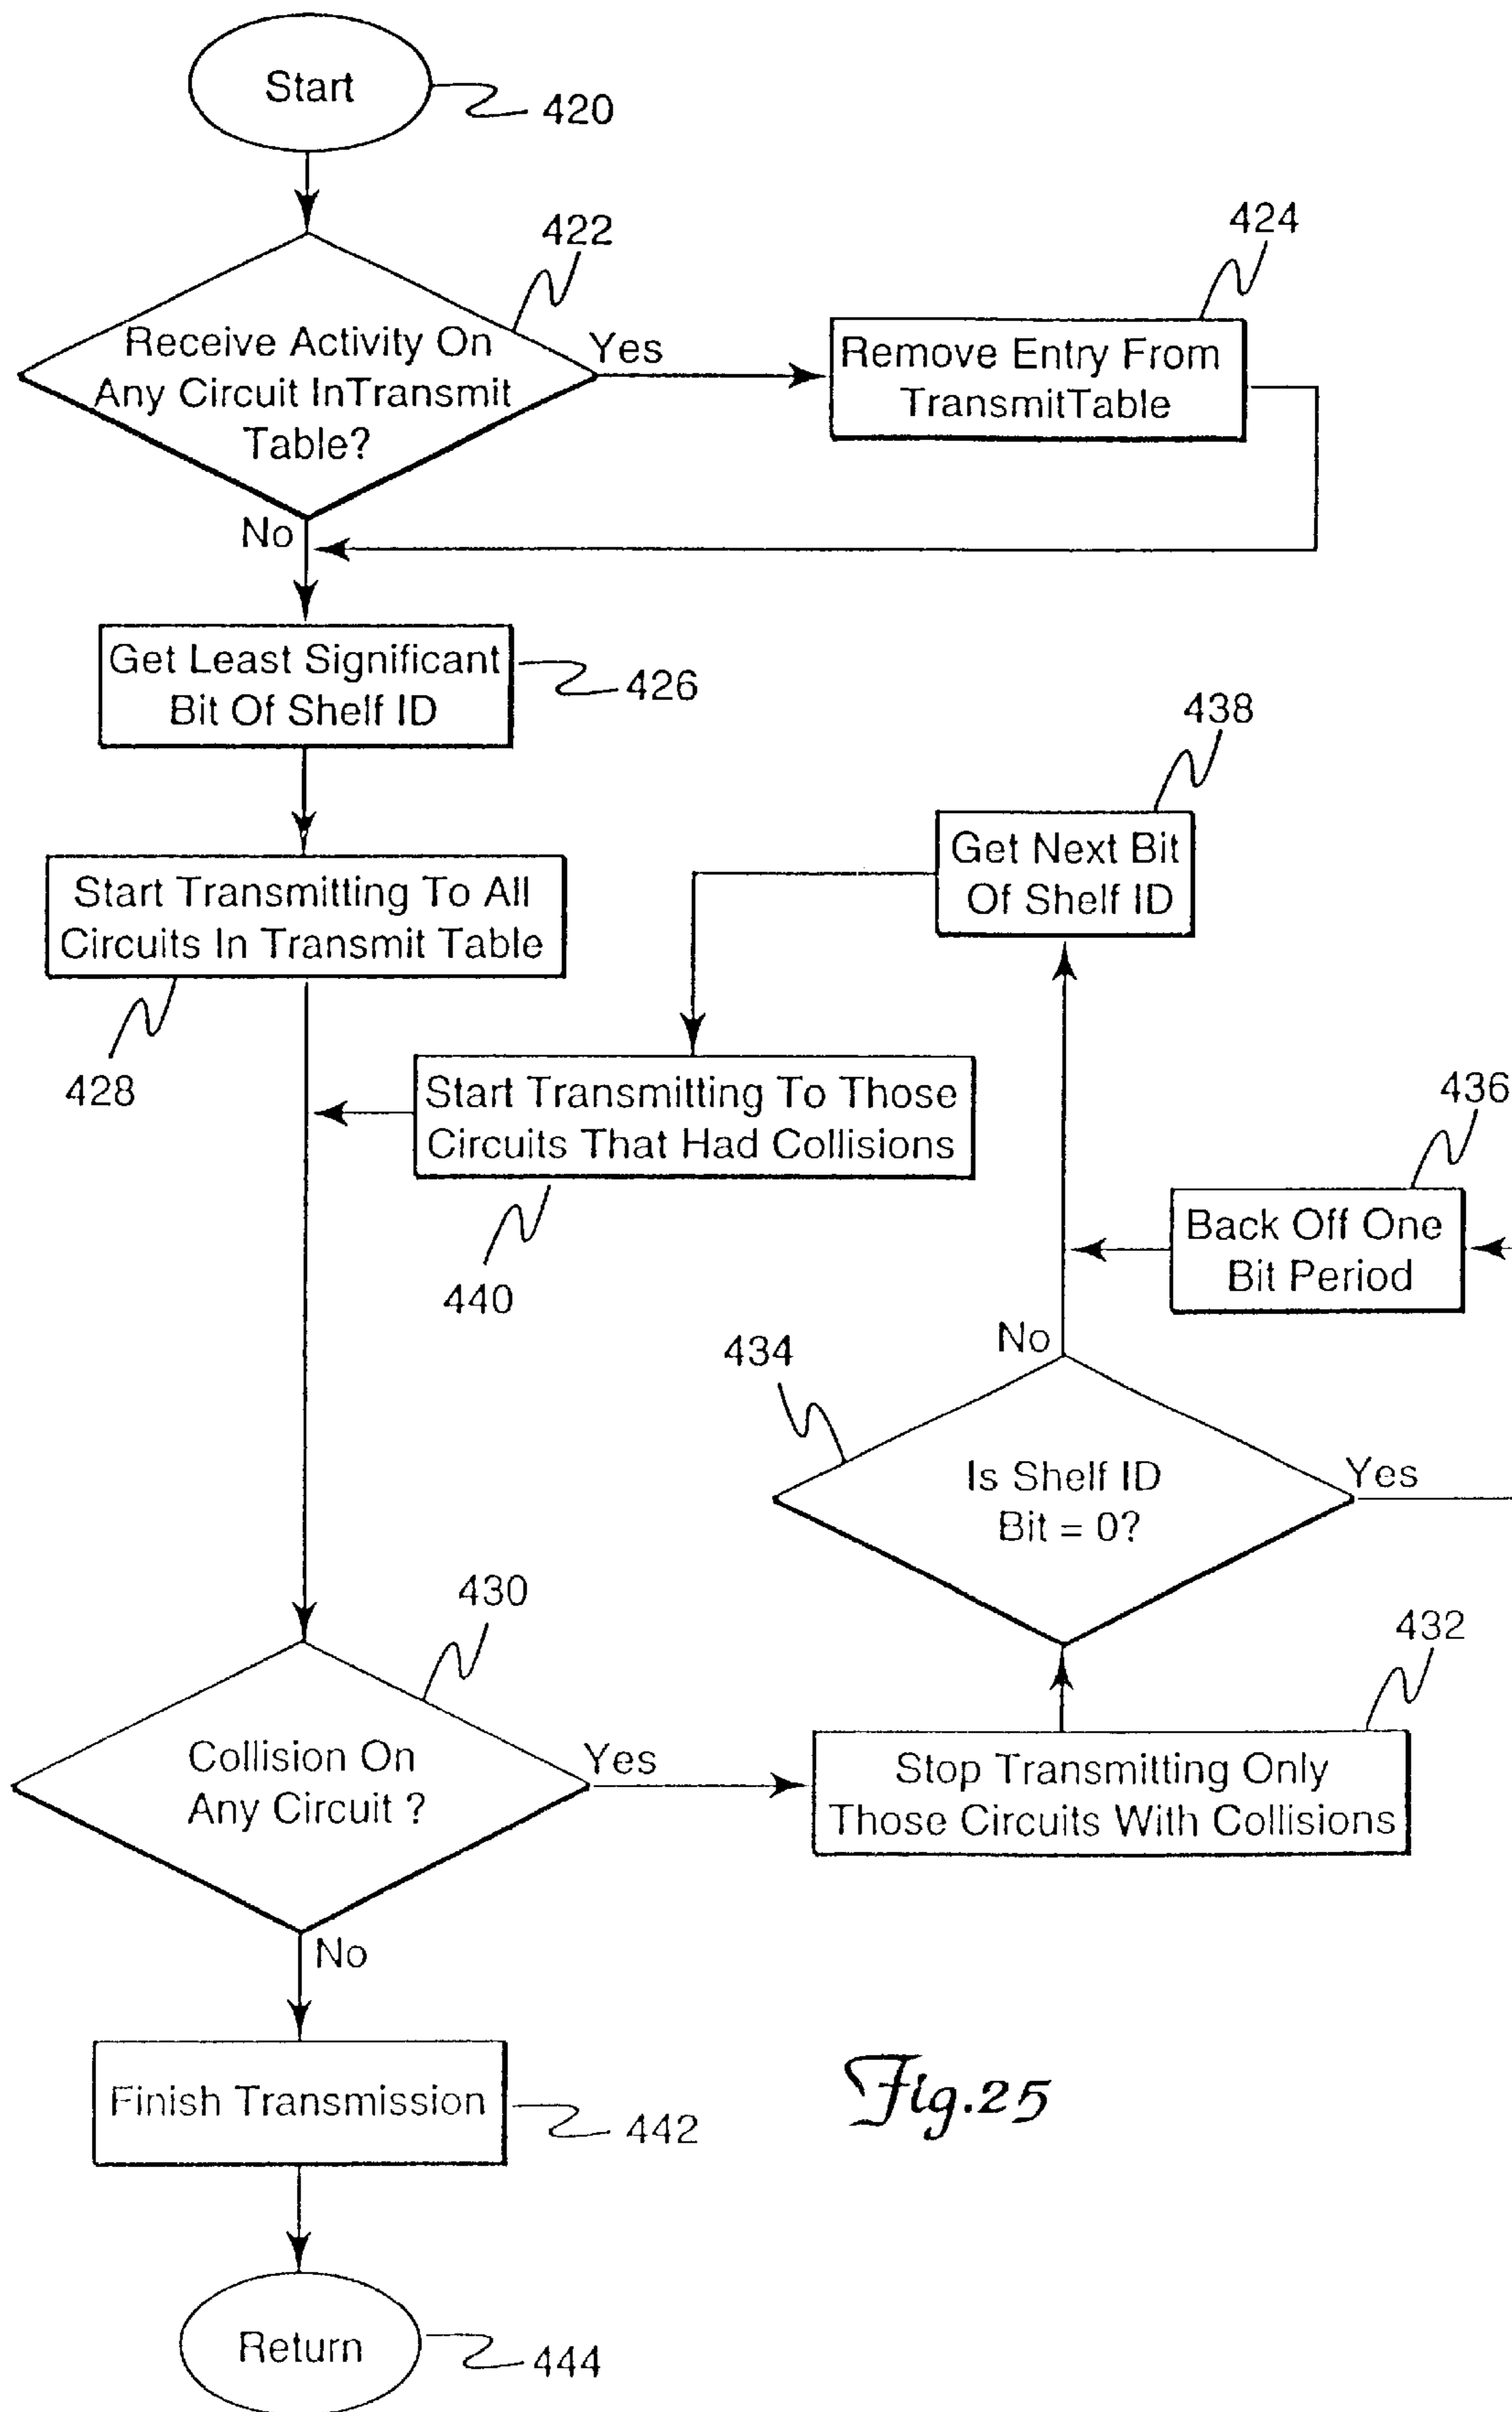 Start
420
422
Receive Activity On
Any Circuit InTransmit
Table?
Yes
No
424
Remove Entry From
TransmitTable
Get Least Significant
Bit Of Shelf ID
426
Start Transmitting To All
Circuits In Transmit Table
428
438
Get Next Bit
Of Shelf ID
Start Transmitting To Those
Circuits That Had Collisions
440
436
Back Off One
Bit Period
No
434
Is Shelf ID
Bit = 0?
Yes
430
Collision On
Any Circuit ?
Yes
432
Stop Transmitting Only
Those Circuits With Collisions
No
Finish Transmission
442
Fig.25
Return
444